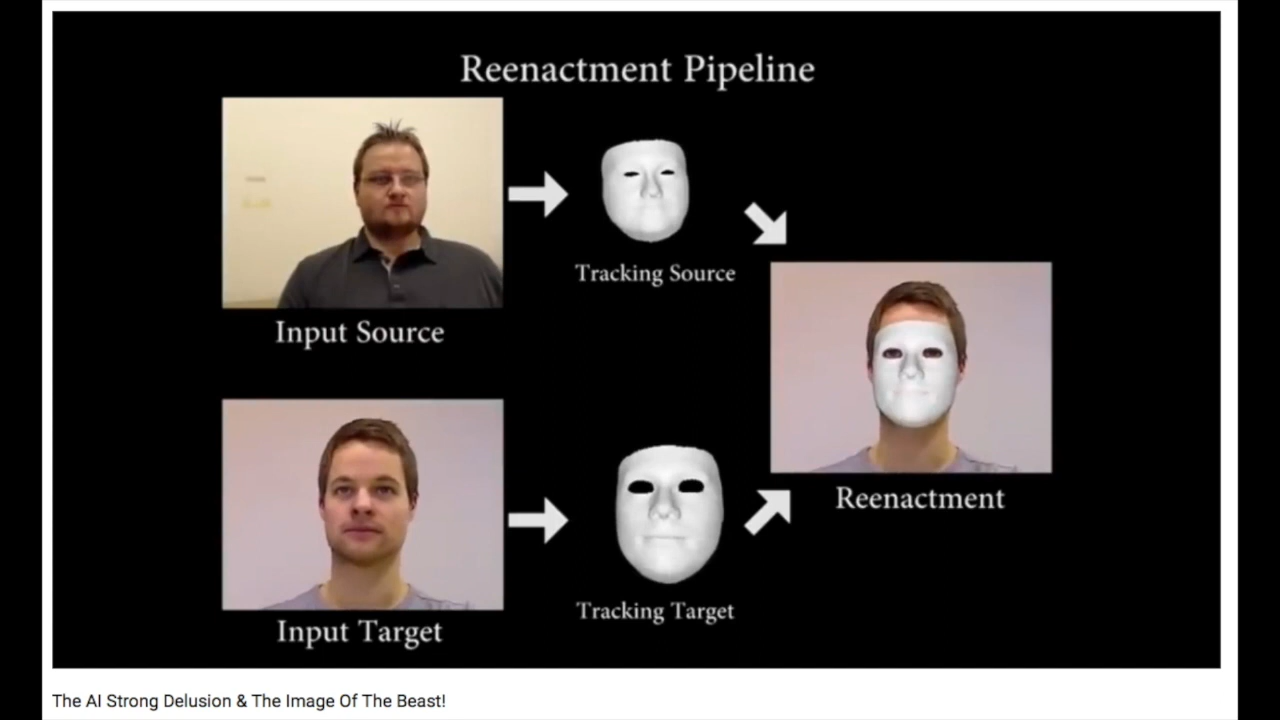 Reenactment Pipeline
Tracking Source
Input Source
Reenactment
Tracking Target
Input Target
The AI Strong Delusion & The Image Of The Beast!